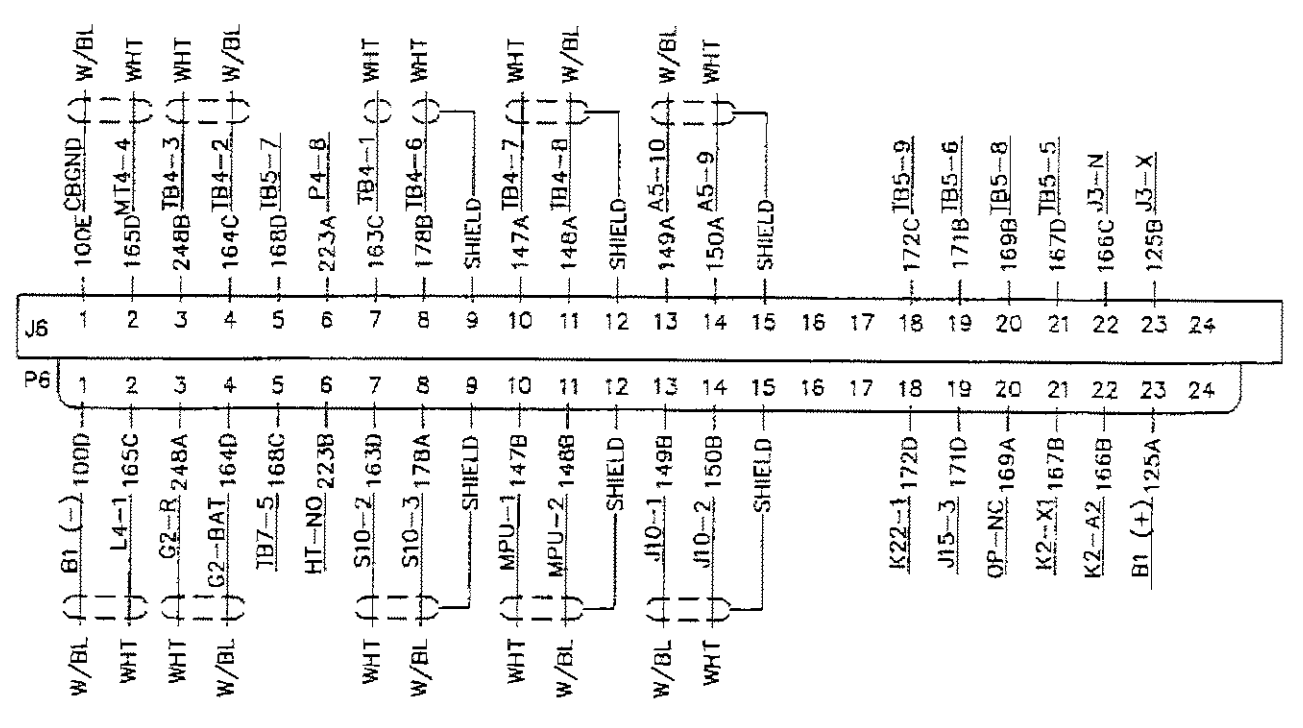 W/BL WHT WHT W/BL WHT WHT WHT W/BL W/BL WHT
CBGND MT4-4 TB4-3 TB4-2 TB5-7 P4-8 TB4-1 TB4-6 TB4-7 TB4-8 A5-10 A5-9 TB5-9 TB5-6 TB5-8 TB5-5 J3-N J3-X
100E 165D 248B 164C 168D 223A 163C 178B SHIELD 147A 148A SHIELD 149A 150A SHIELD 172C 171B 169B 167D 166C 125B
J6 1 2 3 4 5 6 7 8 9 10 11 12 13 14 15 16 17 18 19 20 21 22 23 24
P6 1 2 3 4 5 6 7 8 9 10 11 12 13 14 15 16 17 18 19 20 21 22 23 24
100D 165C 248A 164D 168C 223B 163D 178A SHIELD 147B 148B SHIELD 149B 150B SHIELD 172D 171D 169A 167B 166B 125A
B1 (-) L4-1 G2-R G2-BAT TB7-5 HT-NO S10-2 S10-3 MPU-1 MPU-2 J10-1 J10-2 K22-1 J15-3 OP-NC K2-X1 K2-A2 B1 (+)
W/BL WHT WHT W/BL WHT W/BL WHT W/BL W/BL WHT